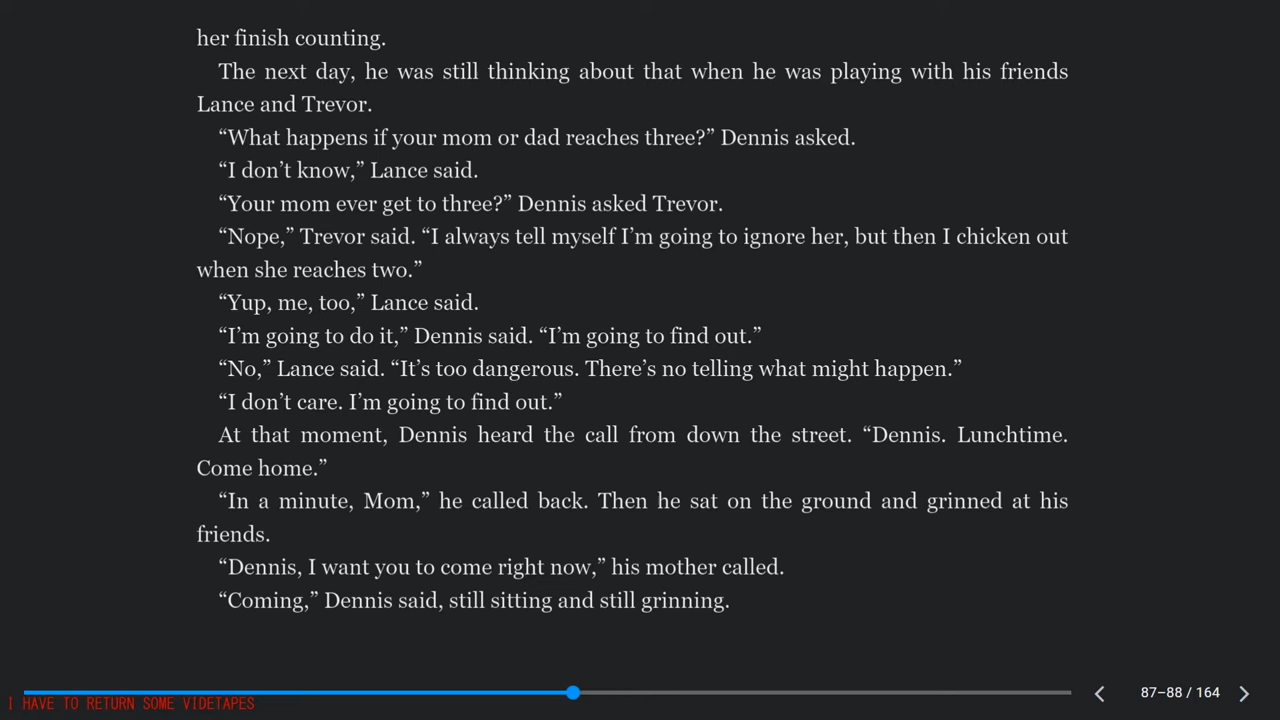 her finish counting.
The next day, he was still thinking about that when he was playing with his friends
Lance and Trevor.
“What happens if your mom or dad reaches three?” Dennis asked.
“I don’t know,” Lance said.
“Your mom ever get to three?” Dennis asked Trevor.
“Nope,” Trevor said. “I always tell myself I’m going to ignore her, but then I chicken out
when she reaches two.”
“Yup, me, too,” Lance said.
“I’m going to do it,” Dennis said. “I’m going to find out.”
“No,” Lance said. “It’s too dangerous. There’s no telling what might happen.”
“I don’t care. I’m going to find out.”
At that moment, Dennis heard the call from down the street. “Dennis. Lunchtime.
Come home.”
“In a minute, Mom,” he called back. Then he sat on the ground and grinned at his
friends.
“Dennis, I want you to come right now,” his mother called.
“Coming,” Dennis said, still sitting and still grinning.
87–88 / 164
I HAVE TO RETURN SOME VIDETAPES